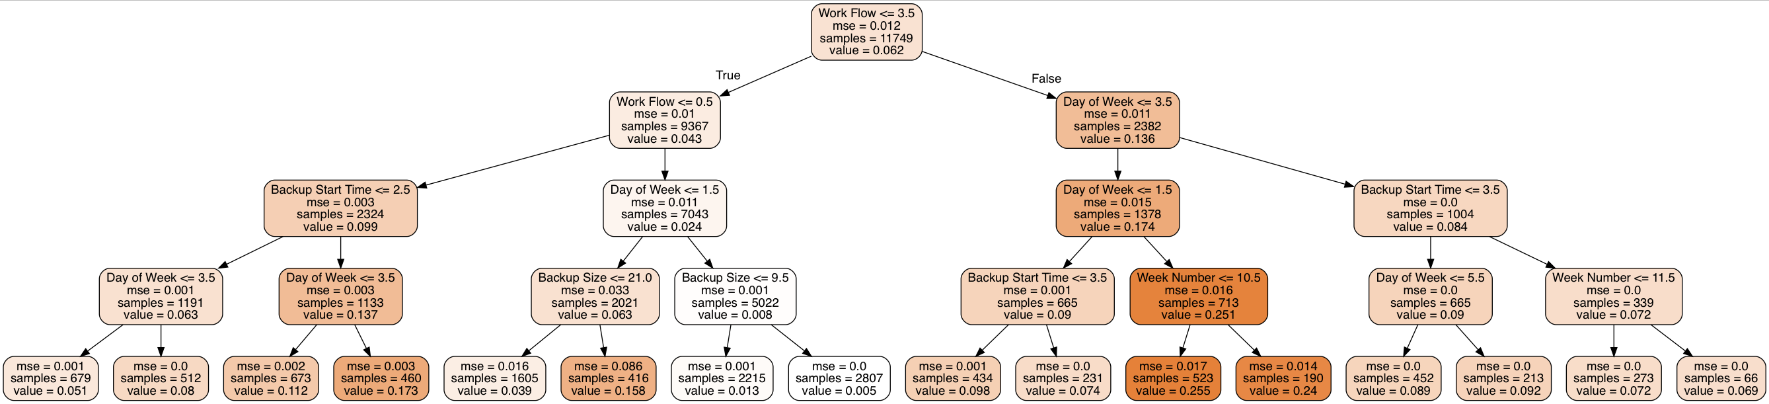 Work Flow <= 3.5
mse = 0.012
samples = 11749
value = 0.062
True
False
Work Flow <= 0.5
mse = 0.01
samples = 9367
value = 0.043
Day of Week <= 3.5
mse = 0.011
samples = 2382
value = 0.136
Backup Start Time <= 2.5
mse = 0.003
samples = 2324
value = 0.099
Day of Week <= 1.5
mse = 0.011
samples = 7043
value = 0.024
Day of Week <= 1.5
mse = 0.015
samples = 1378
value = 0.174
Backup Start Time <= 3.5
mse = 0.0
samples = 1004
value = 0.084
Day of Week <= 3.5
mse = 0.001
samples = 1191
value = 0.063
Day of Week <= 3.5
mse = 0.003
samples = 1133
value = 0.137
Backup Size <= 21.0
mse = 0.033
samples = 2021
value = 0.063
Backup Size <= 9.5
mse = 0.001
samples = 5022
value = 0.008
Backup Start Time <= 3.5
mse = 0.001
samples = 665
value = 0.09
Week Number <= 10.5
mse = 0.016
samples = 713
value = 0.251
Day of Week <= 5.5
mse = 0.0
samples = 665
value = 0.09
Week Number <= 11.5
mse = 0.0
samples = 339
value = 0.072
mse = 0.001
samples = 679
value = 0.051
mse = 0.0
samples = 512
value = 0.08
mse = 0.002
samples = 673
value = 0.112
mse = 0.003
samples = 460
value = 0.173
mse = 0.016
samples = 1605
value = 0.039
mse = 0.086
samples = 416
value = 0.158
mse = 0.001
samples = 2215
value = 0.013
mse = 0.0
samples = 2807
value = 0.005
mse = 0.001
samples = 434
value = 0.098
mse = 0.0
samples = 231
value = 0.074
mse = 0.017
samples = 523
value = 0.255
mse = 0.014
samples = 190
value = 0.24
mse = 0.0
samples = 452
value = 0.089
mse = 0.0
samples = 213
value = 0.092
mse = 0.0
samples = 273
value = 0.072
mse = 0.0
samples = 66
value = 0.069